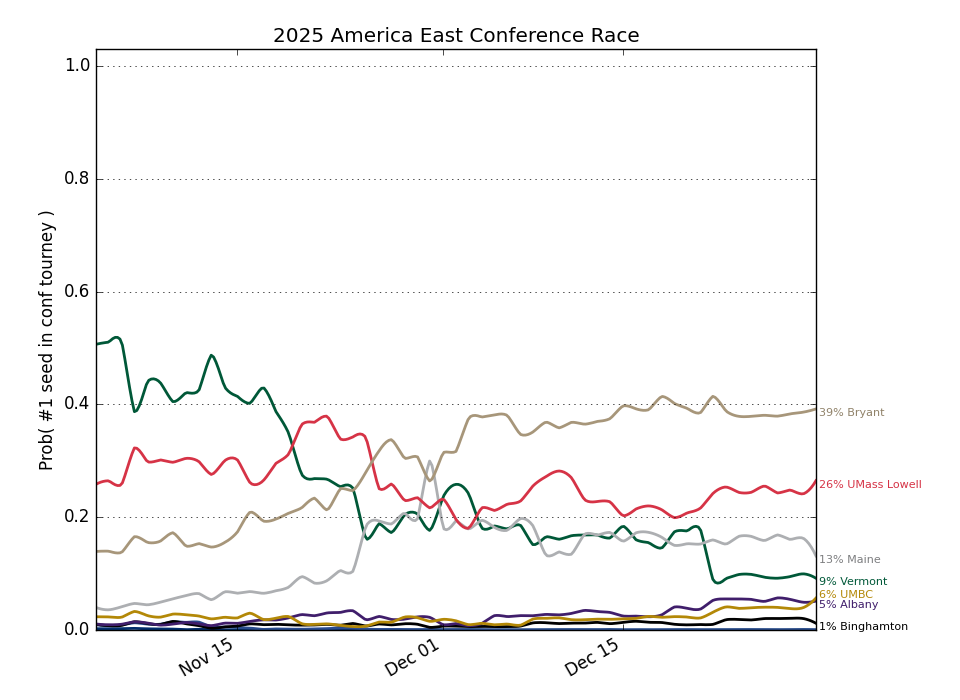 2025 America East Conference Race
Prob( #1 seed in conf tourney )
1.0
0.8
0.6
0.4
0.2
0.0
Nov 15
Dec 01
Dec 15
39% Bryant
26% UMass Lowell
13% Maine
9% Vermont
6% UMBC
5% Albany
1% Binghamton